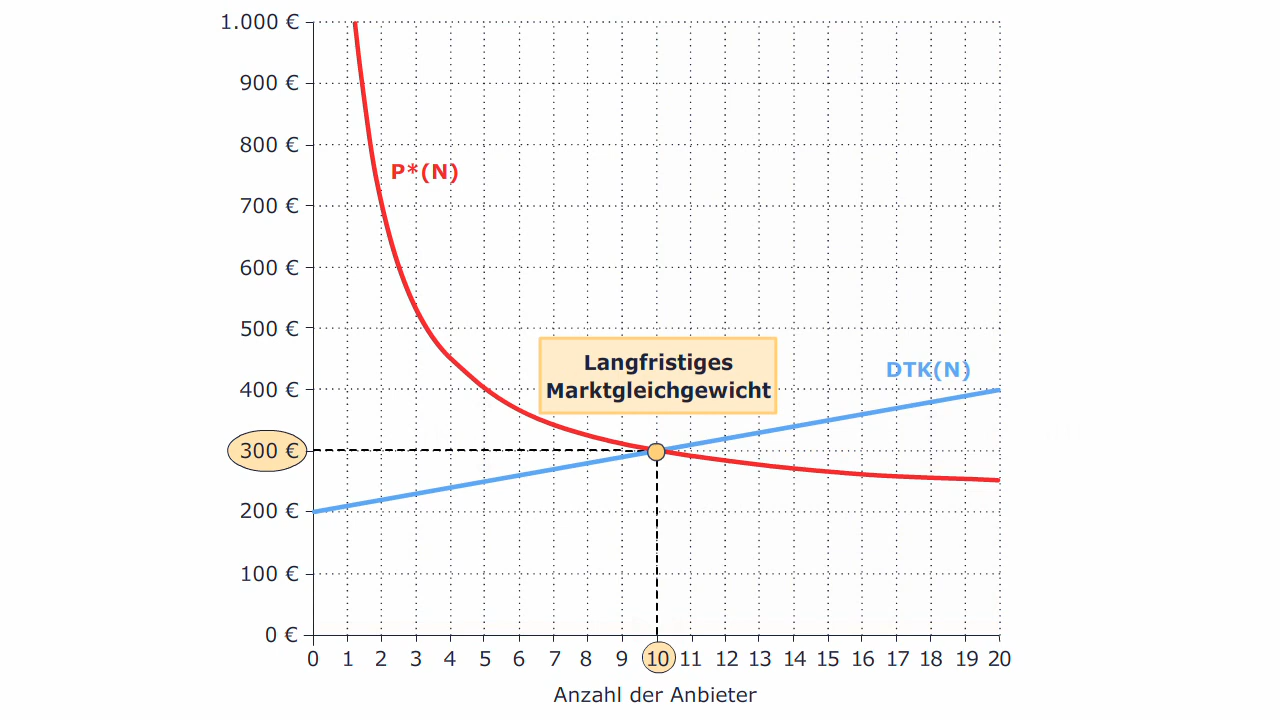 1.000 €
900 €
800 €
P*(N)
700 €
600 €
500 €
Langfristiges
Marktgleichgewicht
DTK(N)
400 €
300 €
200 €
100 €
0 €
0 1 2 3 4 5 6 7 8 9 10 11 12 13 14 15 16 17 18 19 20
Anzahl der Anbieter